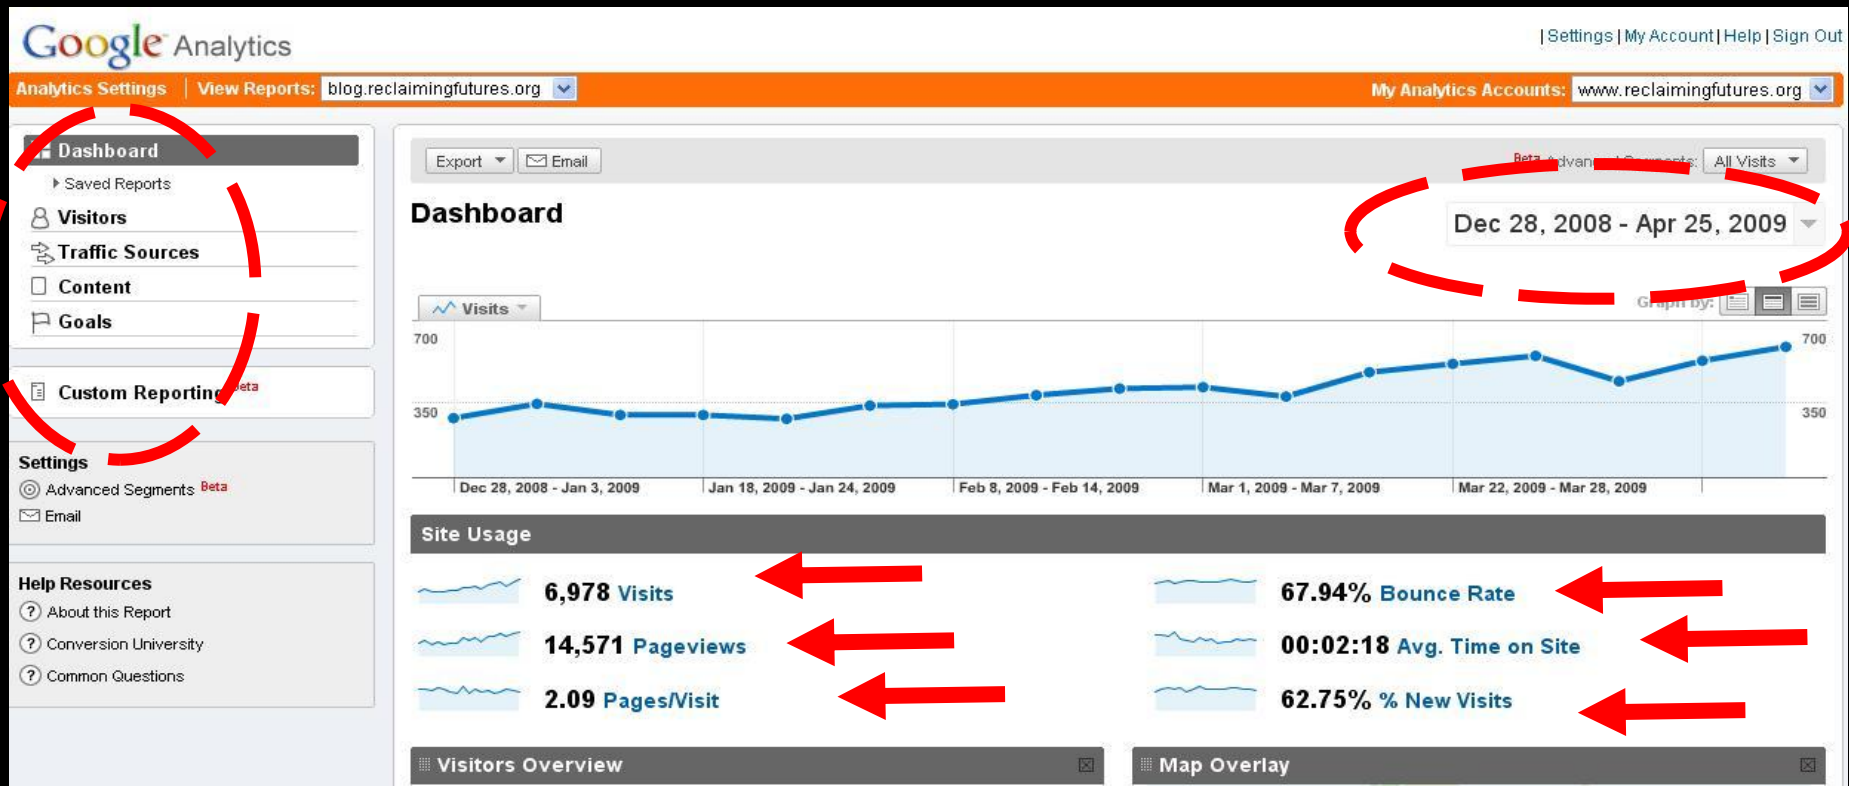 Google Analytics
| Settings | My Account | Help | Sign Out
Analytics Settings | View Reports: blog.reclaimingfutures.org
My Analytics Accounts: www.reclaimingfutures.org
Dashboard
Saved Reports
Visitors
Traffic Sources
Content
Goals
Custom Reporting Beta
Settings
Advanced Segments Beta
Email
Help Resources
? About this Report
? Conversion University
? Common Questions
Export Email
Beta Advanced Segments: All Visits
Dashboard
Dec 28, 2008 - Apr 25, 2009
Visits
Graph by:
700 700
350 350
Dec 28, 2008 - Jan 3, 2009 Jan 18, 2009 - Jan 24, 2009 Feb 8, 2009 - Feb 14, 2009 Mar 1, 2009 - Mar 7, 2009 Mar 22, 2009 - Mar 28, 2009
Site Usage
6,978 Visits
14,571 Pageviews
2.09 Pages/Visit
67.94% Bounce Rate
00:02:18 Avg. Time on Site
62.75% % New Visits
Visitors Overview
Map Overlay